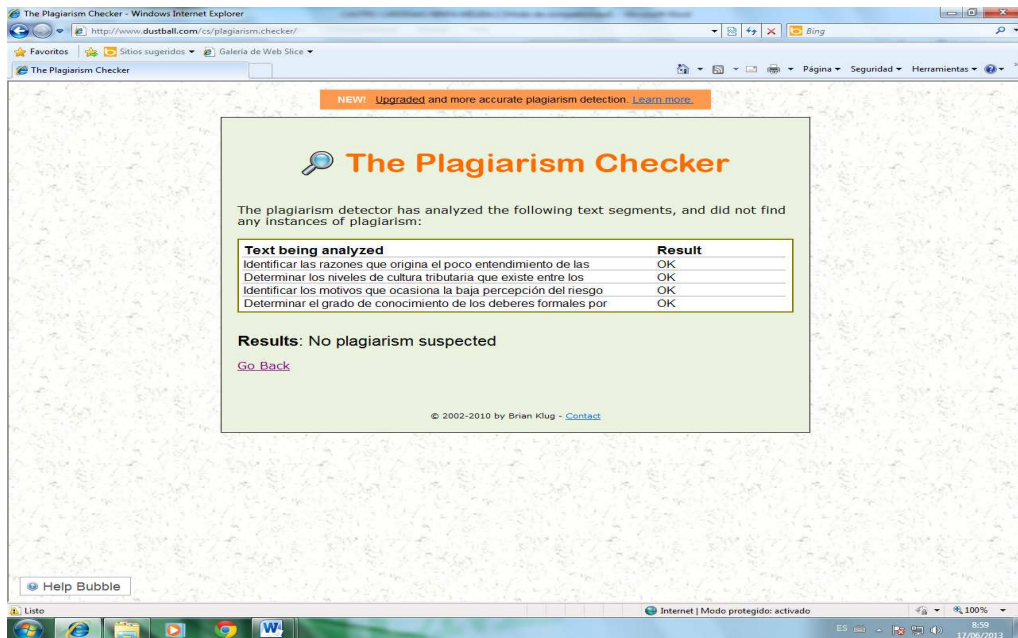 The Plagiarism Checker - Windows Internet Explorer
http://www.dustball.com/cs/plagiarism.checker/
Bing
Favoritos
Sitios sugeridos
Galería de Web Slice
The Plagiarism Checker
Página
Seguridad
Herramientas
NEW! Upgraded and more accurate plagiarism detection. Learn more.
The Plagiarism Checker
The plagiarism detector has analyzed the following text segments, and did not find
any instances of plagiarism:
Text being analyzed Result
Identificar las razones que origina el poco entendimiento de las OK
Determinar los niveles de cultura tributaria que existe entre los OK
Identificar los motivos que ocasiona la baja percepción del riesgo OK
Determinar el grado de conocimiento de los deberes formales por OK
Results: No plagiarism suspected
Go Back
© 2002-2010 by Brian Klug - Contact
Help Bubble
Listo
Internet | Modo protegido: activado
100%
ES
8:59
17/06/2013